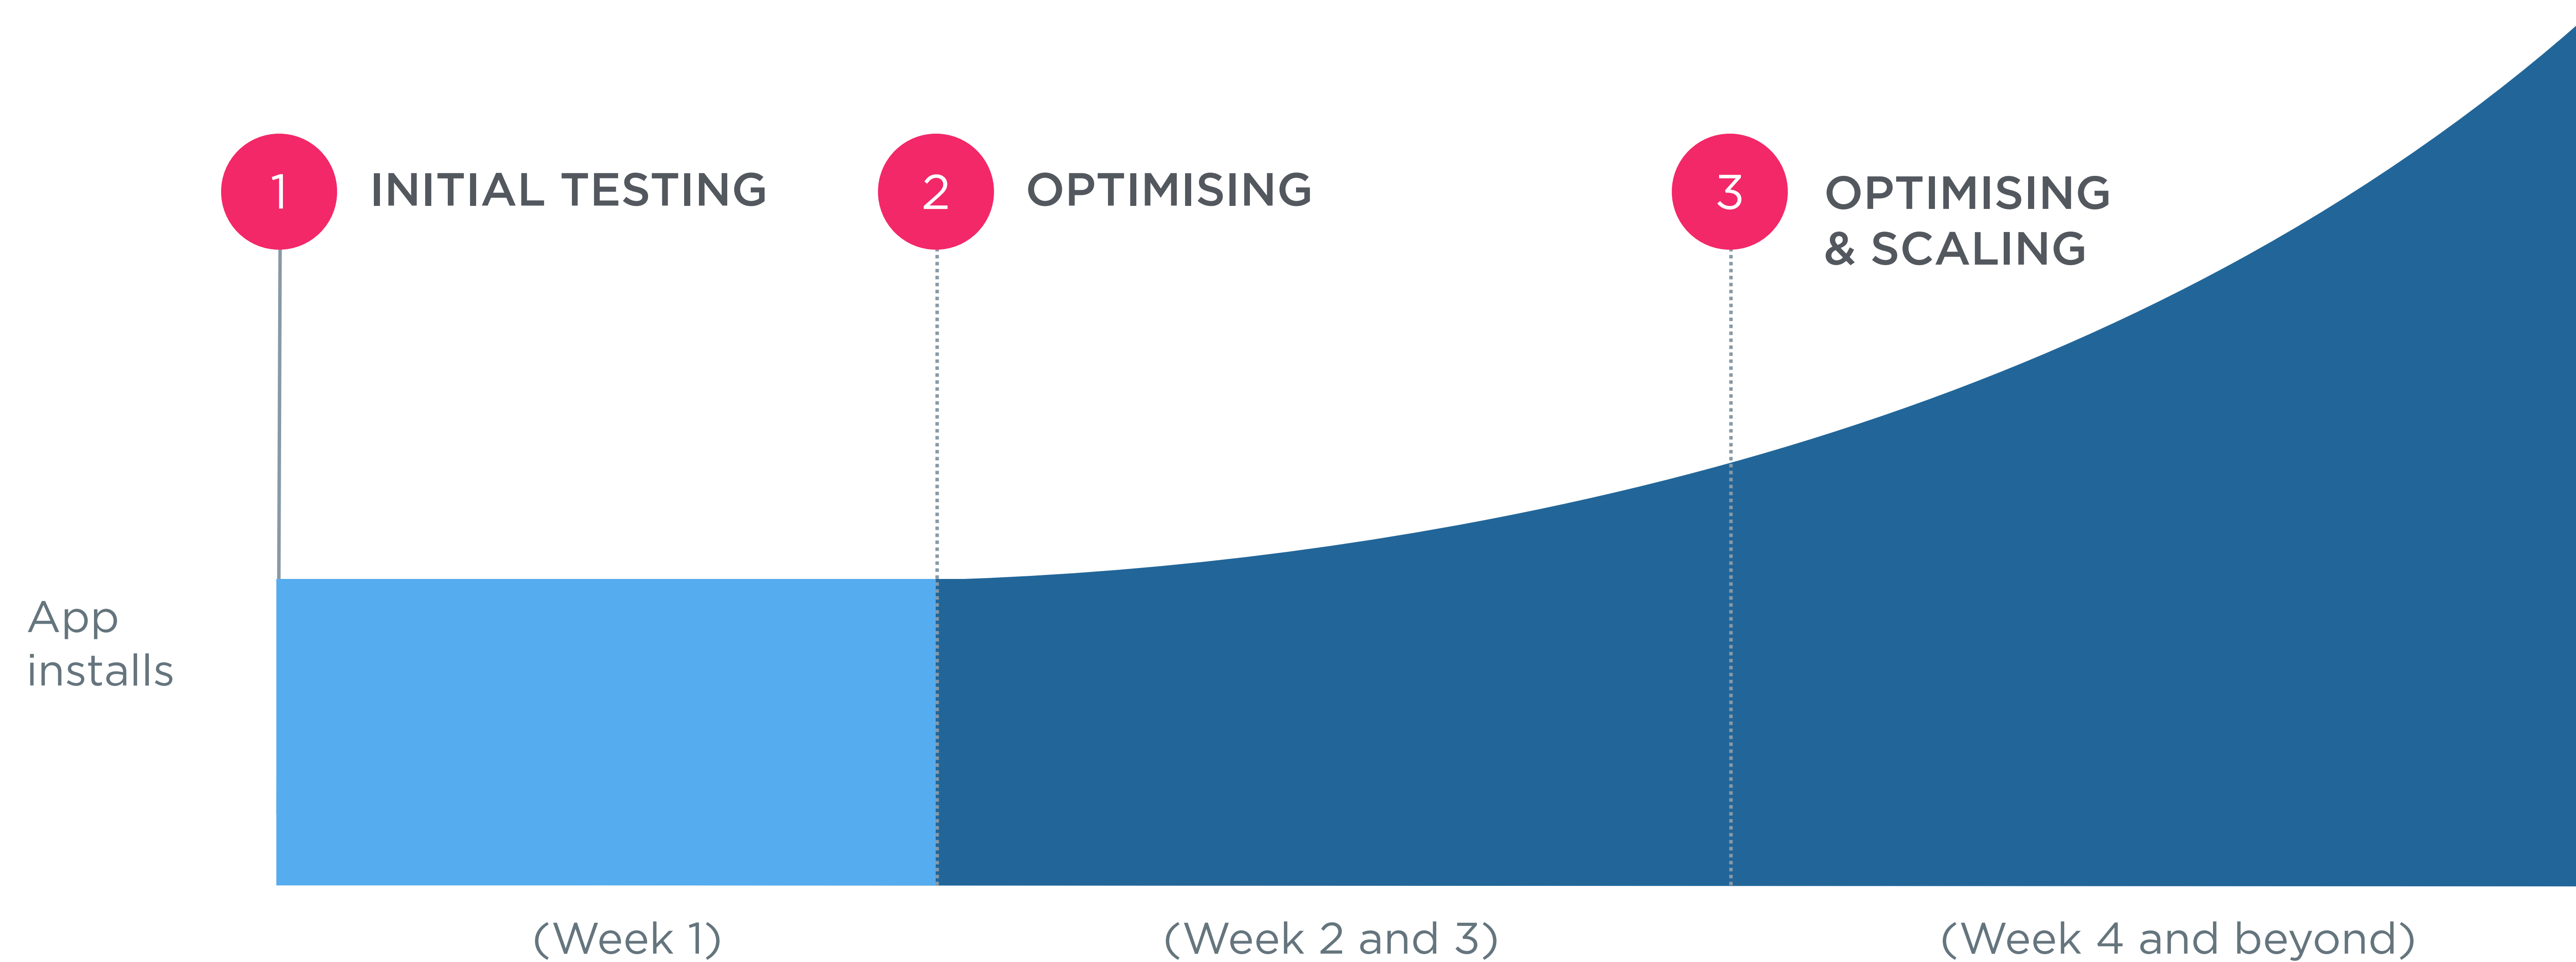 1
INITIAL TESTING
2
OPTIMISING
3
OPTIMISING
& SCALING
App
installs
(Week 1)
(Week 2 and 3)
(Week 4 and beyond)